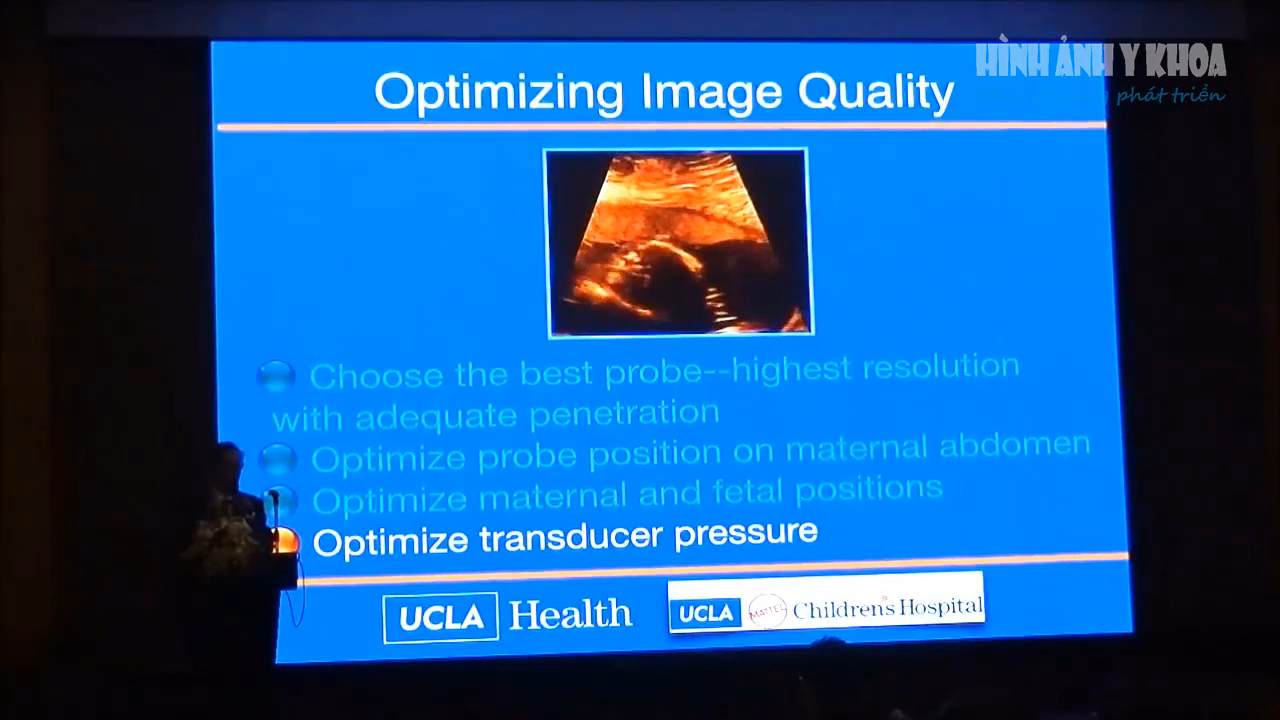 HÌNH ẢNH Y KHOA
phát triển
Optimizing Image Quality
Choose the best probe--highest resolution
with adequate penetration
Optimize probe position on maternal abdomen
Optimize maternal and fetal positions
Optimize transducer pressure
UCLA Health
UCLA MATTEL Children's Hospital